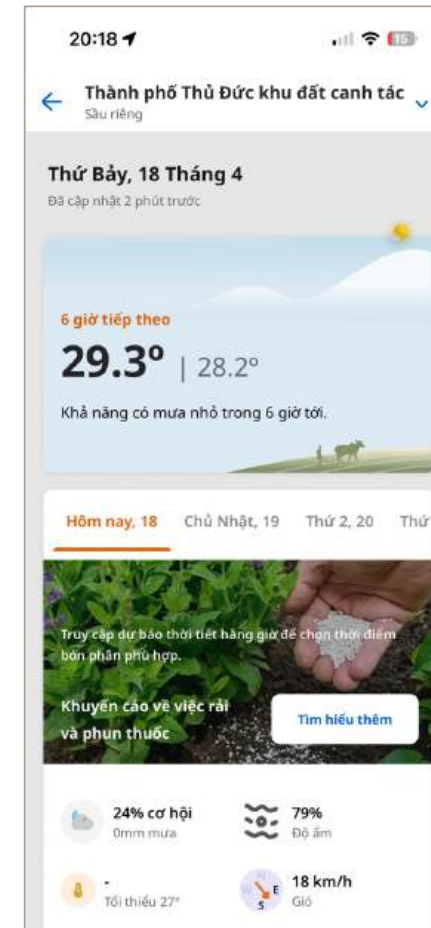 20:18
15
Thành phố Thủ Đức khu đất canh tác
Sầu riêng
Thứ Bảy, 18 Tháng 4
Đã cập nhật 2 phút trước
6 giờ tiếp theo
29.3° | 28.2°
Khả năng có mưa nhỏ trong 6 giờ tới.
Hôm nay, 18 Chủ Nhật, 19 Thứ 2, 20 Thứ
Truy cập dự báo thời tiết hàng giờ để chọn thời điểm
bón phân phù hợp.
Khuyến cáo về việc rải
và phun thuốc
Tìm hiểu thêm
24% cơ hội
0mm mưa
79%
Độ ẩm
-
Tối thiểu 27°
E
S
18 km/h
Gió